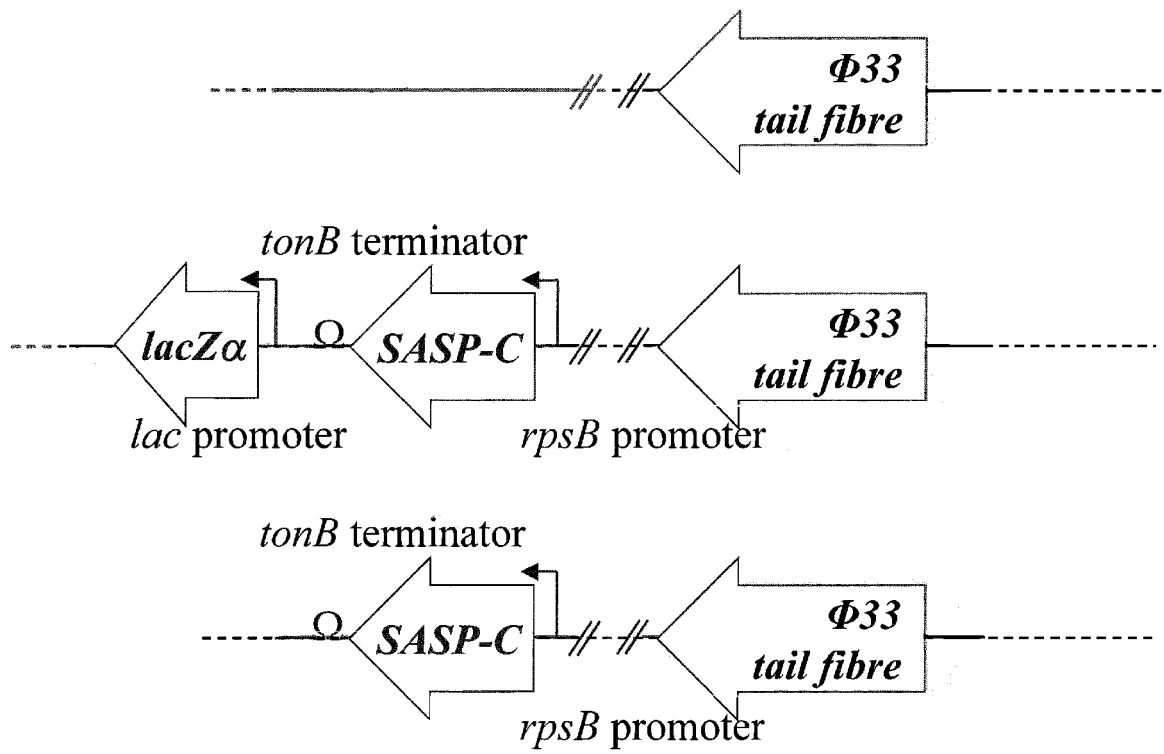 Φ33
tail fibre
tonB terminator
lacZα
SASP-C
Φ33
tail fibre
lac promoter
rpsB promoter
tonB terminator
SASP-C
Φ33
tail fibre
rpsB promoter